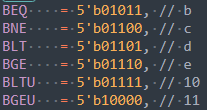 BEQ    = 5'b01011, // b
BNE    = 5'b01100, // c
BLT    = 5'b01101, // d
BGE    = 5'b01110, // e
BLTU   = 5'b01111, // 10
BGEU   = 5'b10000, // 11